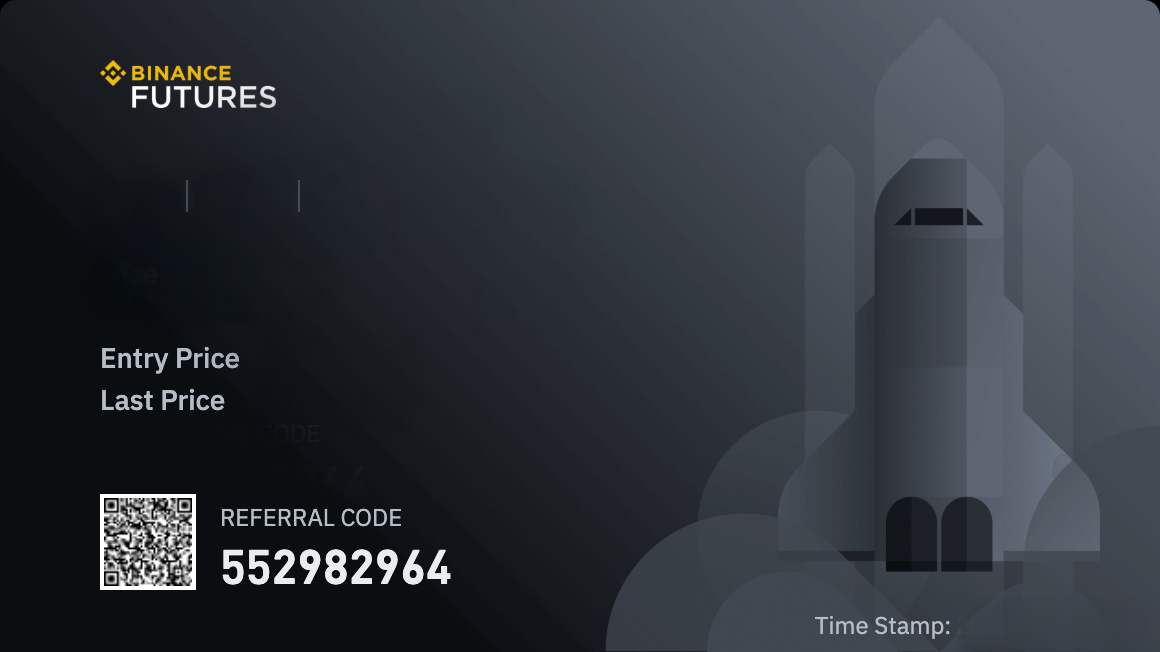 BINANCE
FUTURES
Entry Price
Last Price
REFERRAL CODE
552982964
Time Stamp: